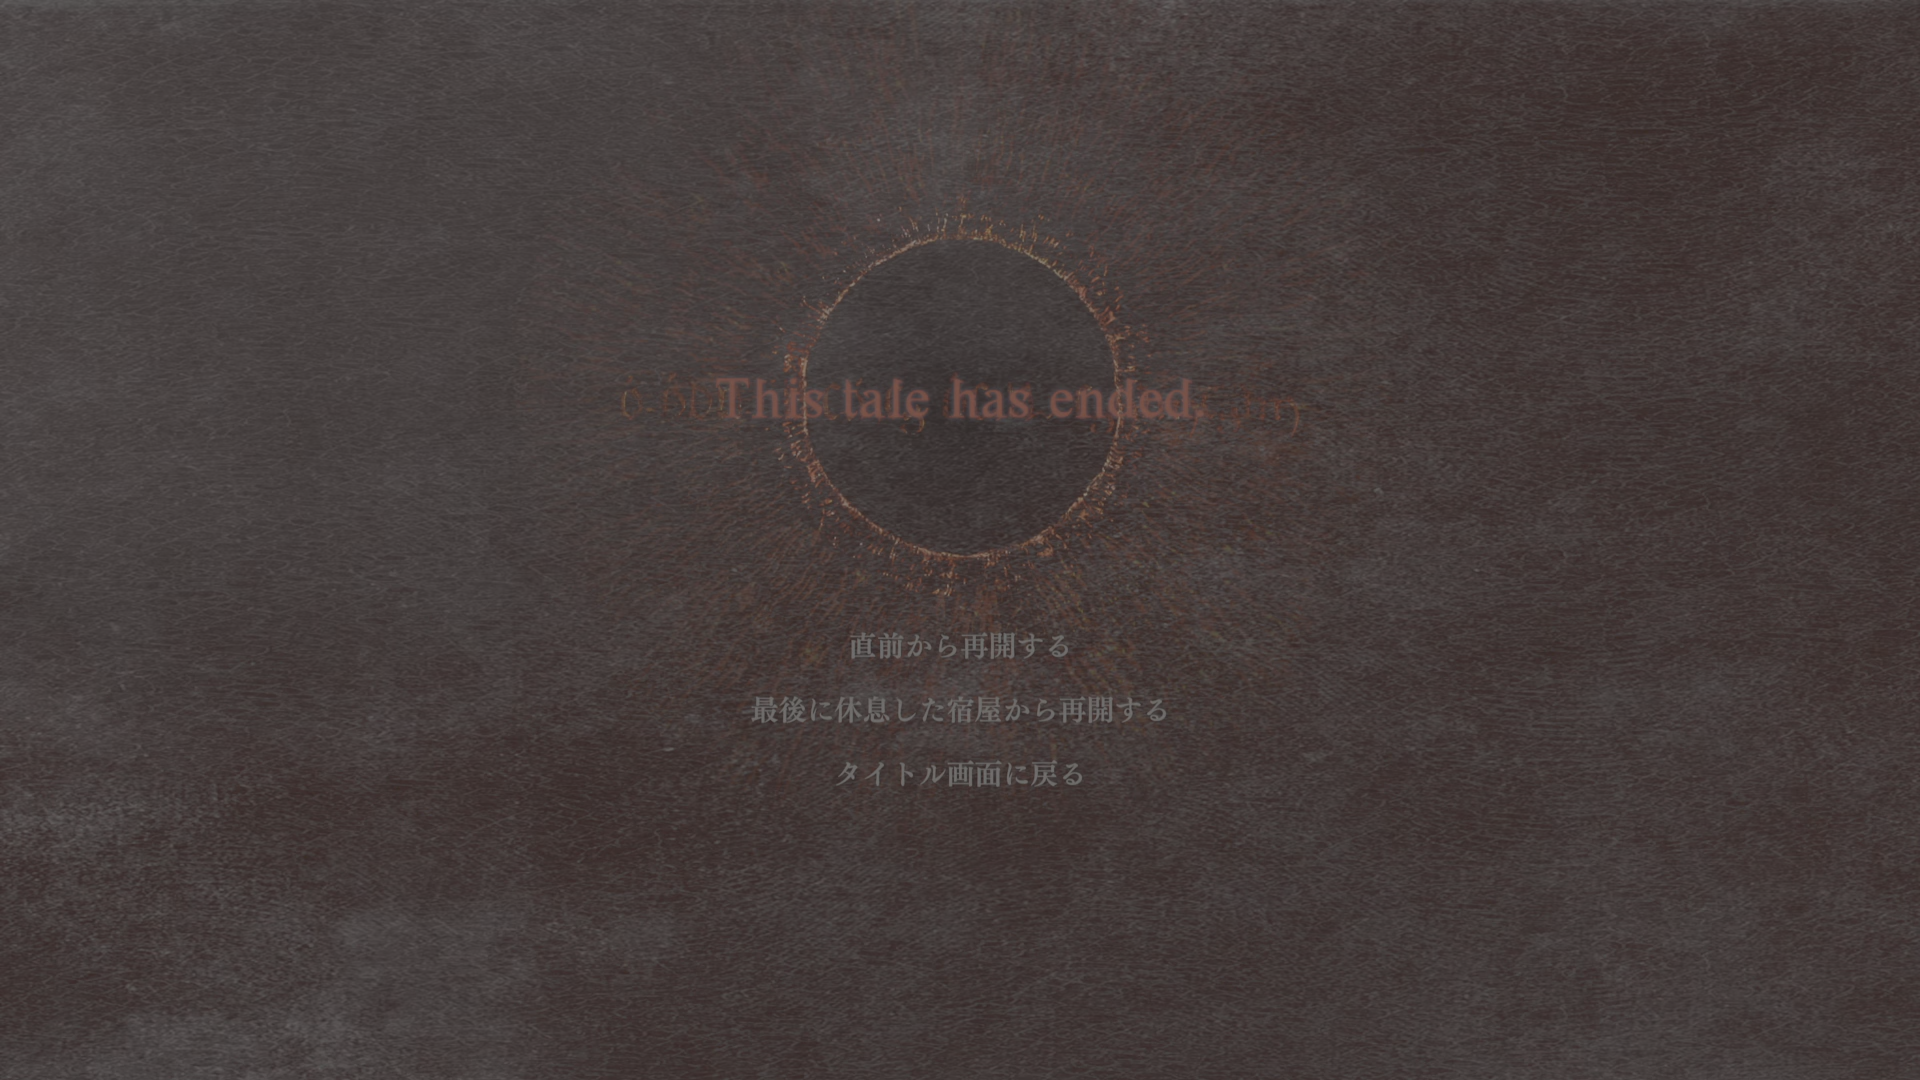 This tale has ended.
直前から再開する
最後に休息した宿屋から再開する
タイトル画面に戻る